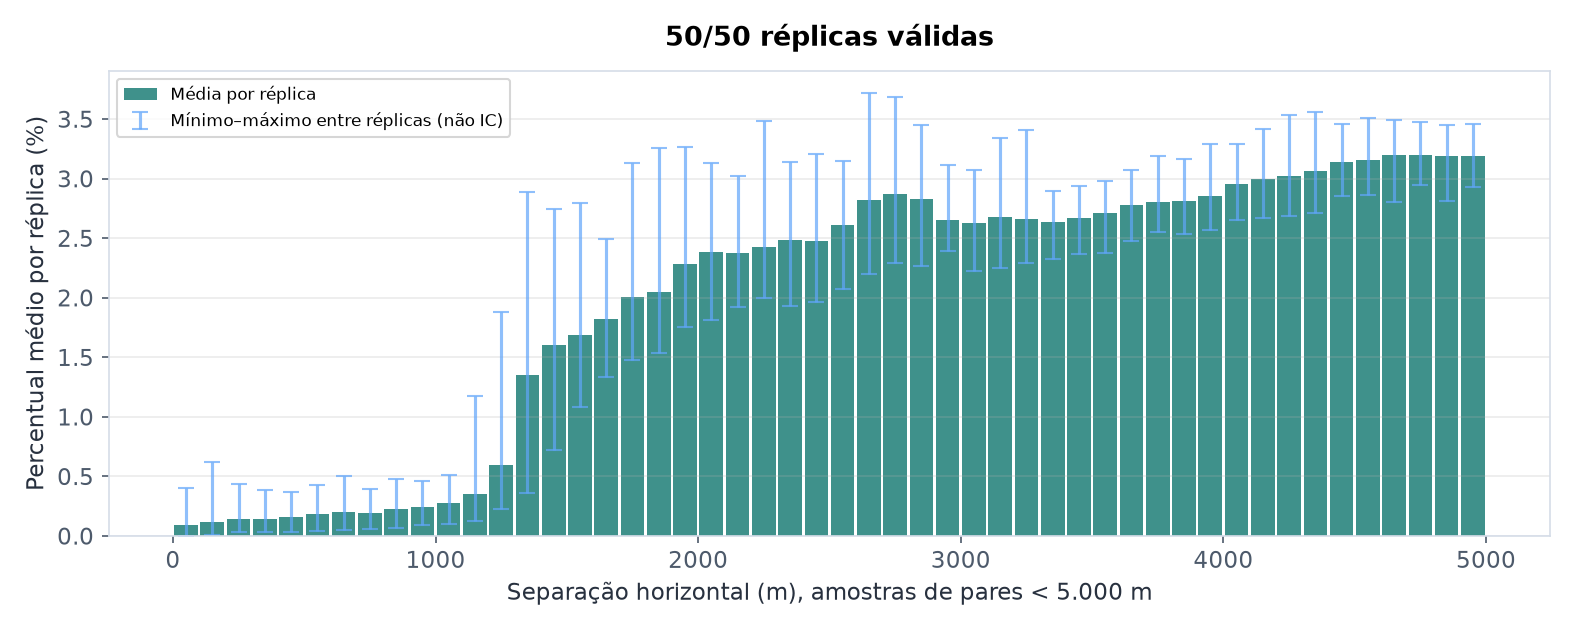 50/50 réplicas válidas
Média por réplica
Mínimo–máximo entre réplicas (não IC)
Percentual médio por réplica (%)
3.5
3.0
2.5
2.0
1.5
1.0
0.5
0.0
0 1000 2000 3000 4000 5000
Separação horizontal (m), amostras de pares < 5.000 m